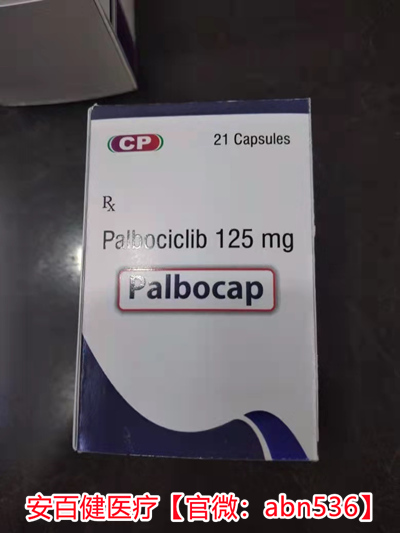 CP
21 Capsules
Rx
Palbociclib 125 mg
Palbocap
安百健医疗【官微：abn536】